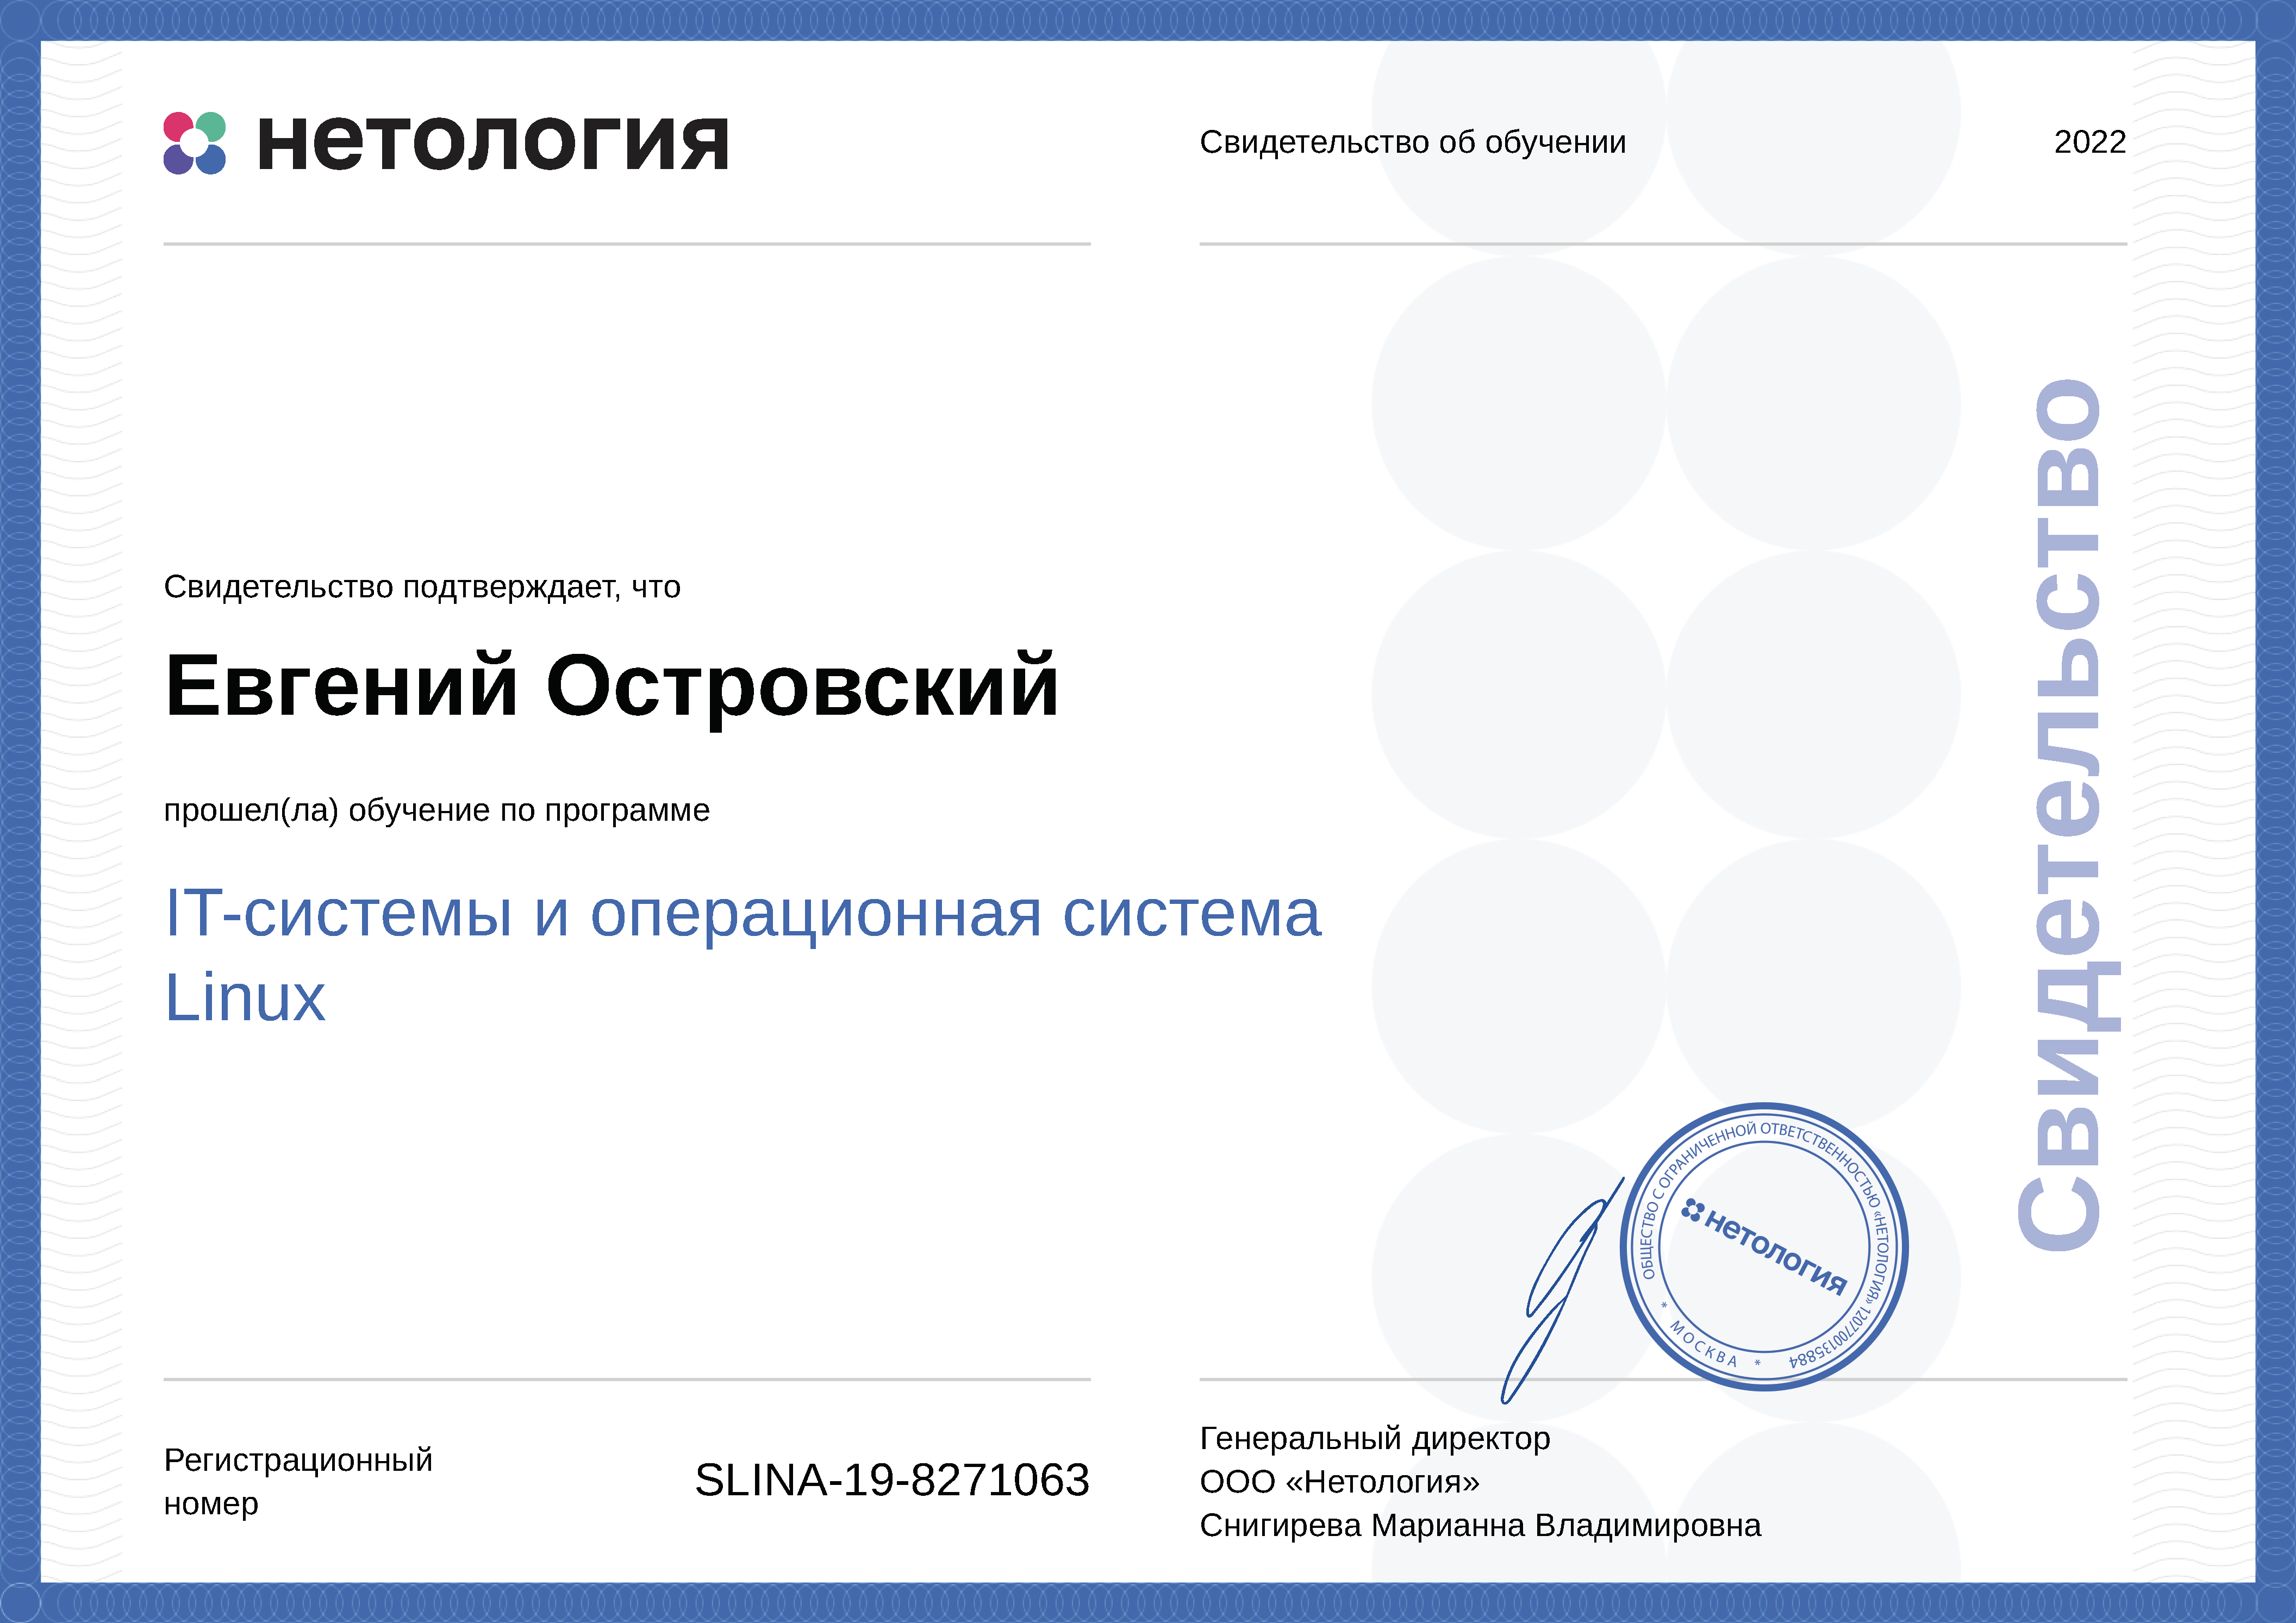 нетология
Свидетельство об обучении
2022
Свидетельство подтверждает, что
Евгений Островский
прошел(ла) обучение по программе
IT-системы и операционная система
Linux
Свидетельство
ОБЩЕСТВО С ОГРАНИЧЕННОЙ ОТВЕТСТВЕННОСТЬЮ «НЕТОЛОГИЯ» 1207700135884
* МОСКВА *
нетология
Регистрационный
номер
SLINA-19-8271063
Генеральный директор
ООО «Нетология»
Снигирева Марианна Владимировна